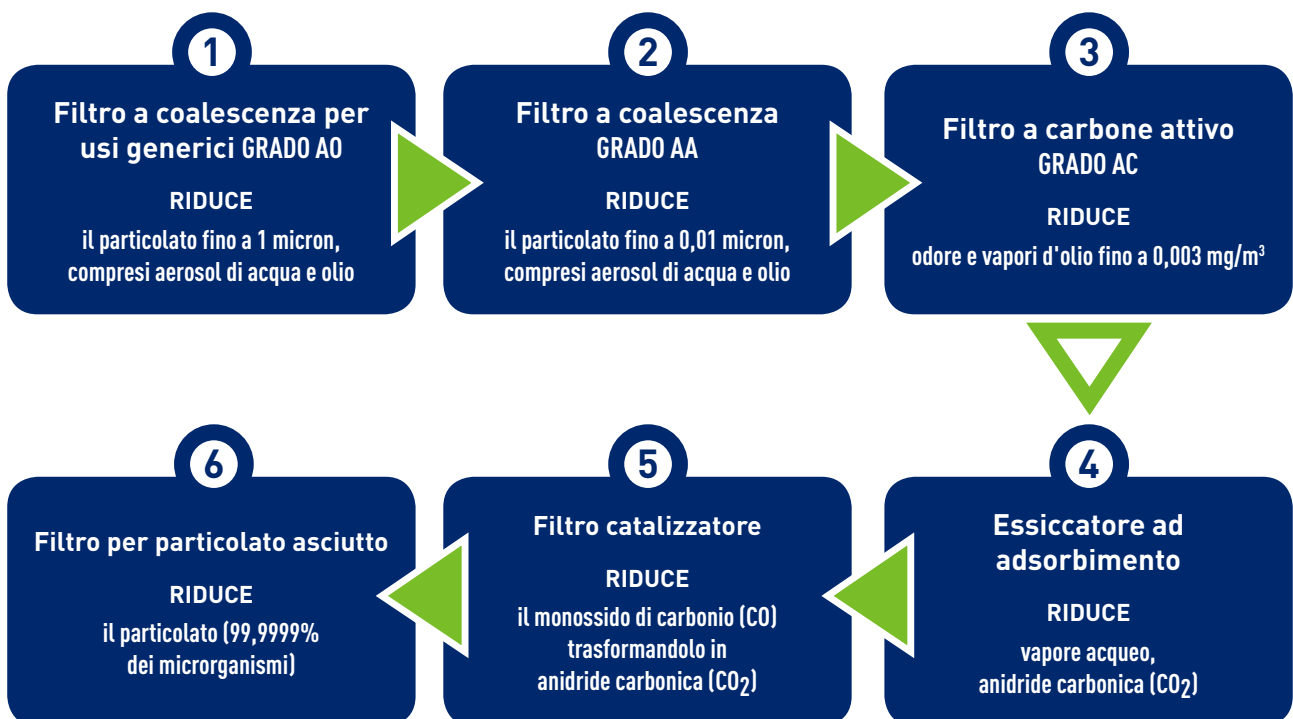 1
Filtro a coalescenza per
usi generici GRADO AO
RIDUCE
il particolato fino a 1 micron,
compresi aerosol di acqua e olio
2
Filtro a coalescenza
GRADO AA
RIDUCE
il particolato fino a 0,01 micron,
compresi aerosol di acqua e olio
3
Filtro a carbone attivo
GRADO AC
RIDUCE
odore e vapori d'olio fino a 0,003 mg/m³
4
Essiccatore ad
adsorbimento
RIDUCE
vapore acqueo,
anidride carbonica (CO₂)
5
Filtro catalizzatore
RIDUCE
il monossido di carbonio (CO)
trasformandolo in
anidride carbonica (CO₂)
6
Filtro per particolato asciutto
RIDUCE
il particolato (99,9999%
dei microrganismi)